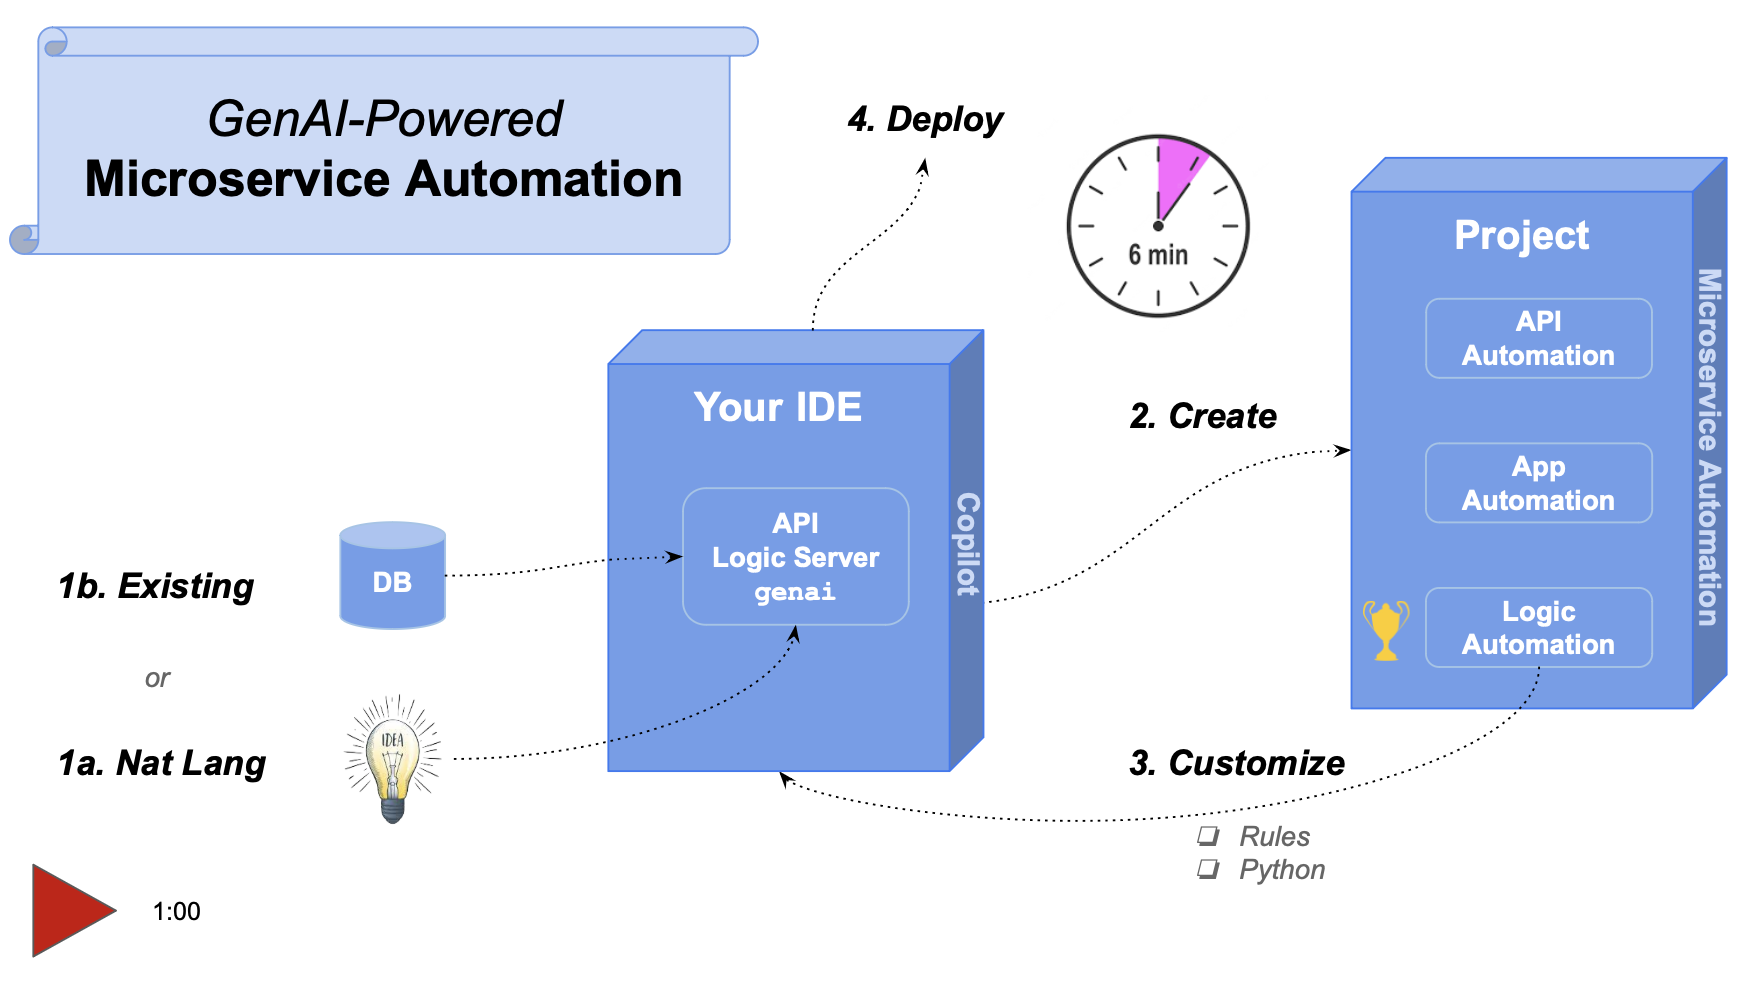 GenAI-Powered
Microservice Automation
4. Deploy
6 min
Project
API
Automation
App
Automation
Logic
Automation
Microservice Automation
Your IDE
API
Logic Server
genai
Copilot
2. Create
1b. Existing
DB
or
1a. Nat Lang
IDEA
3. Customize
❏ Rules
❏ Python
1:00